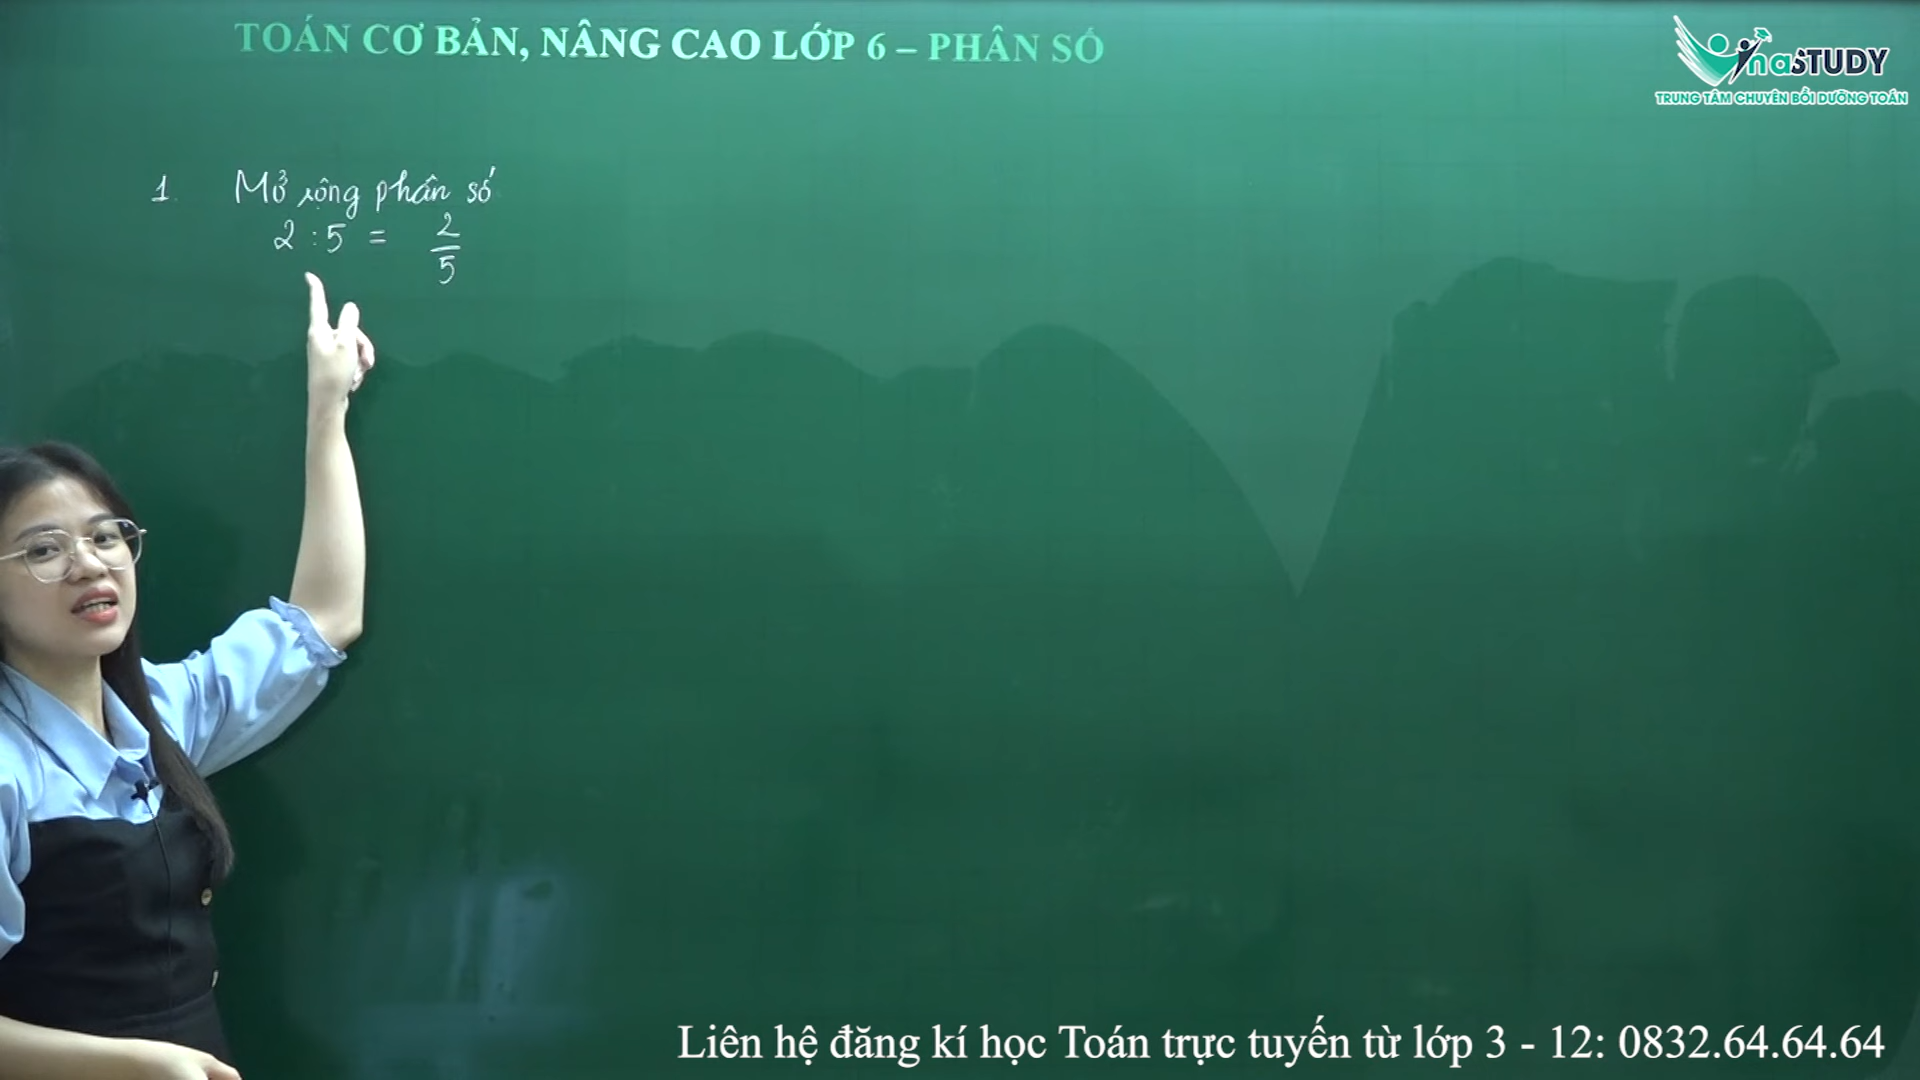 TOÁN CƠ BẢN, NÂNG CAO LỚP 6 – PHÂN SỐ
VinaSTUDY
TRUNG TÂM CHUYÊN BỒI DƯỠNG TOÁN
1. Mở rộng phân số
2 : 5 = 2/5
Liên hệ đăng kí học Toán trực tuyến từ lớp 3 - 12: 0832.64.64.64